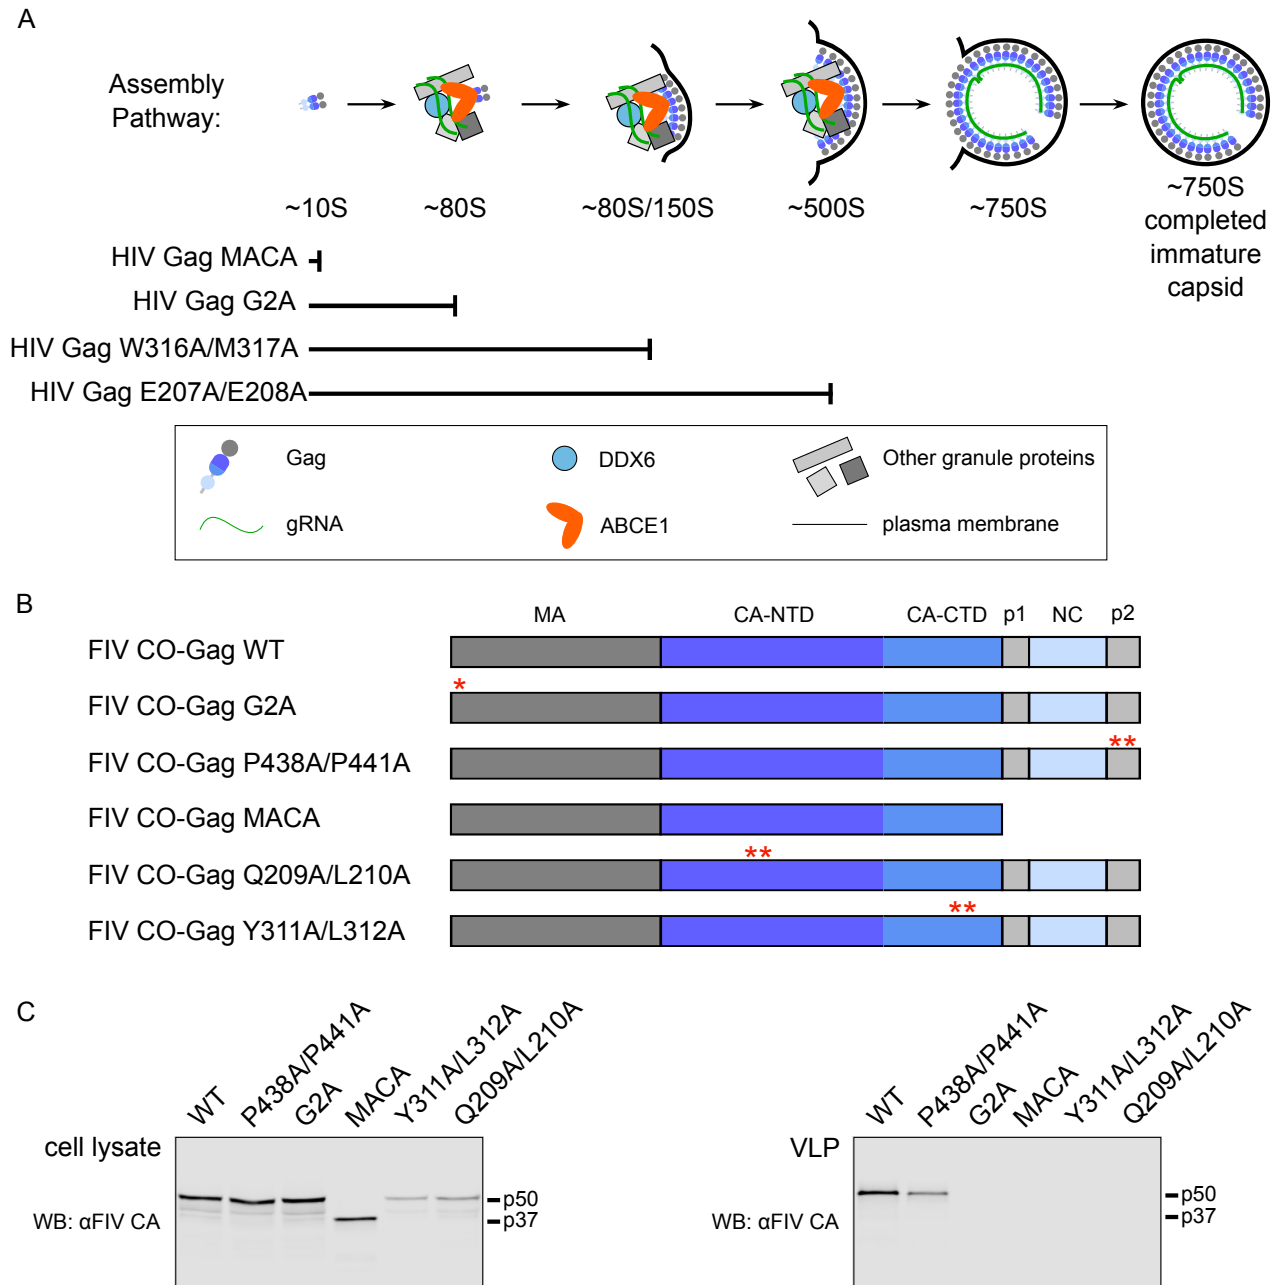 A
Assembly
Pathway:
~10S
~80S
~80S/150S
~500S
~750S
~750S
completed
immature
capsid
HIV Gag MACA
HIV Gag G2A
HIV Gag W316A/M317A
HIV Gag E207A/E208A
Gag
DDX6
Other granule proteins
gRNA
ABCE1
plasma membrane
B
MA CA-NTD CA-CTD p1 NC p2
FIV CO-Gag WT
*
FIV CO-Gag G2A
**
FIV CO-Gag P438A/P441A
FIV CO-Gag MACA
**
FIV CO-Gag Q209A/L210A
**
FIV CO-Gag Y311A/L312A
C
WT
P438A/P441A
G2A
MACA
Y311A/L312A
Q209A/L210A
cell lysate
WB: αFIV CA
p50
p37
WT
P438A/P441A
G2A
MACA
Y311A/L312A
Q209A/L210A
VLP
WB: αFIV CA
p50
p37